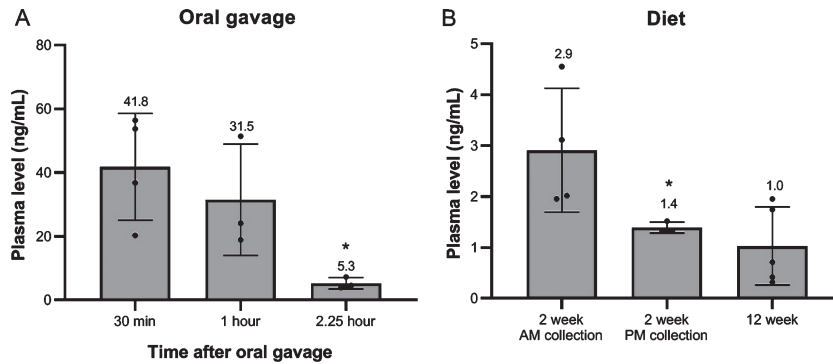 A
Oral gavage
Plasma level (ng/mL)
80
60
40
20
0
41.8
31.5
*
5.3
30 min
1 hour
2.25 hour
Time after oral gavage
B
Diet
Plasma level (ng/mL)
5
4
3
2
1
0
2.9
*
1.4
1.0
2 week
AM collection
2 week
PM collection
12 week